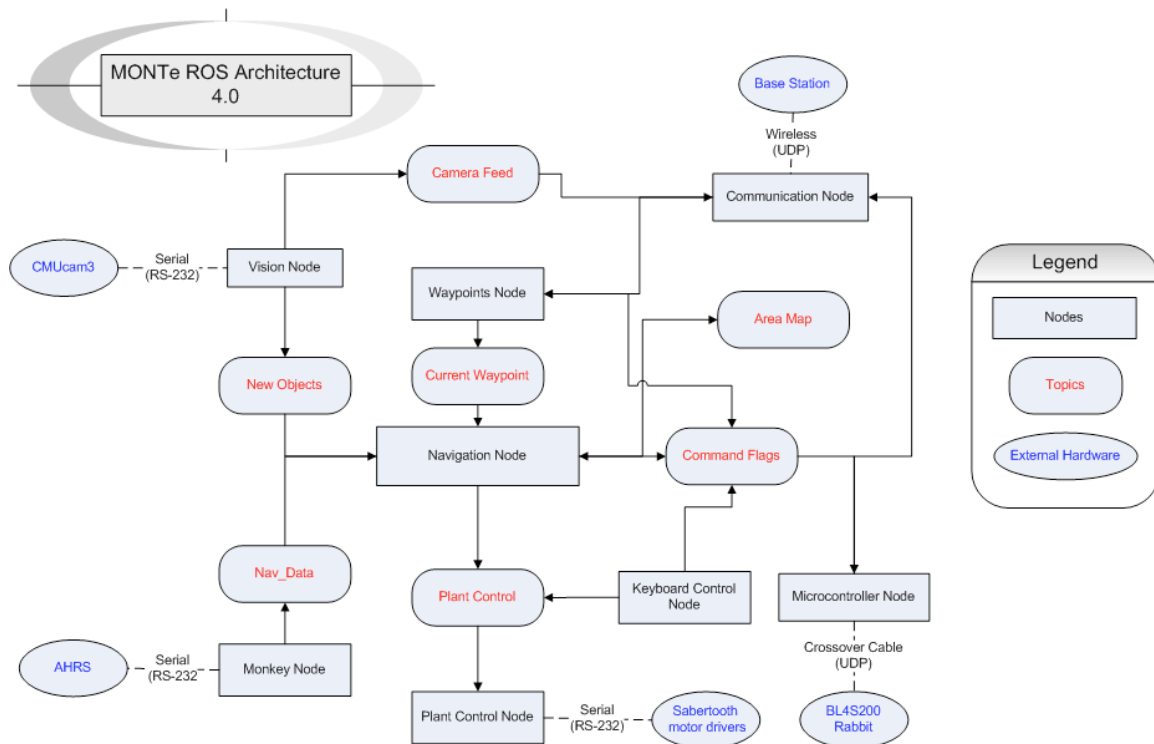 MONTe ROS Architecture
4.0
Base Station
Wireless
(UDP)
Camera Feed
Communication Node
CMUcam3
Serial
(RS-232)
Vision Node
Legend
Waypoints Node
Area Map
Nodes
New Objects
Current Waypoint
Topics
Navigation Node
Command Flags
External Hardware
Nav_Data
Plant Control
Keyboard Control
Node
Microcontroller Node
AHRS
Serial
(RS-232
Monkey Node
Crossover Cable
(UDP)
Plant Control Node
Serial
(RS-232)
Sabertooth
motor drivers
BL4S200
Rabbit